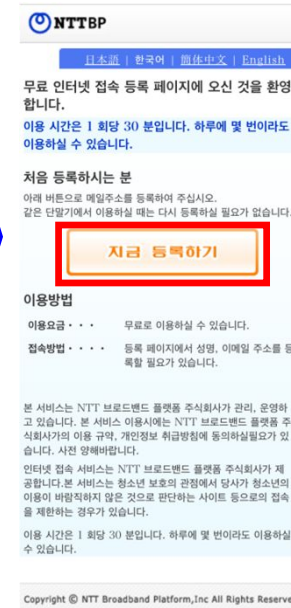 NTTBP
日本語 | 한국어 | 簡体中文 | English
무료 인터넷 접속 등록 페이지에 오신 것을 환영
합니다.
이용 시간은 1 회당 30 분입니다. 하루에 몇 번이라도
이용하실 수 있습니다.
처음 등록하시는 분
아래 버튼으로 메일주소를 등록하여 주십시오.
같은 단말기에서 이용하실 때는 다시 등록하실 필요가 없습니다.
지금 등록하기
이용방법
이용요금・・・ 무료로 이용하실 수 있습니다.
접속방법・・・・ 등록 페이지에서 성명, 이메일 주소를 등
록할 필요가 있습니다.
본 서비스는 NTT 브로드밴드 플랫폼 주식회사가 관리, 운영하
고 있습니다. 본 서비스 이용시에는 NTT 브로드밴드 플랫폼 주
식회사가의 이용 규약, 개인정보 취급방침에 동의하실필요가 있
습니다. 사전 양해바랍니다.
인터넷 접속 서비스는 NTT 브로드밴드 플랫폼 주식회사가 제
공합니다.본 서비스는 청소년 보호의 관점에서 당사가 청소년의
이용이 바람직하지 않은 것으로 판단하는 사이트 등으로의 접속
을 제한하는 경우가 있습니다.
이용 시간은 1 회당 30 분입니다. 하루에 몇 번이라도 이용하실
수 있습니다.
Copyright © NTT Broadband Platform,Inc All Rights Reserve